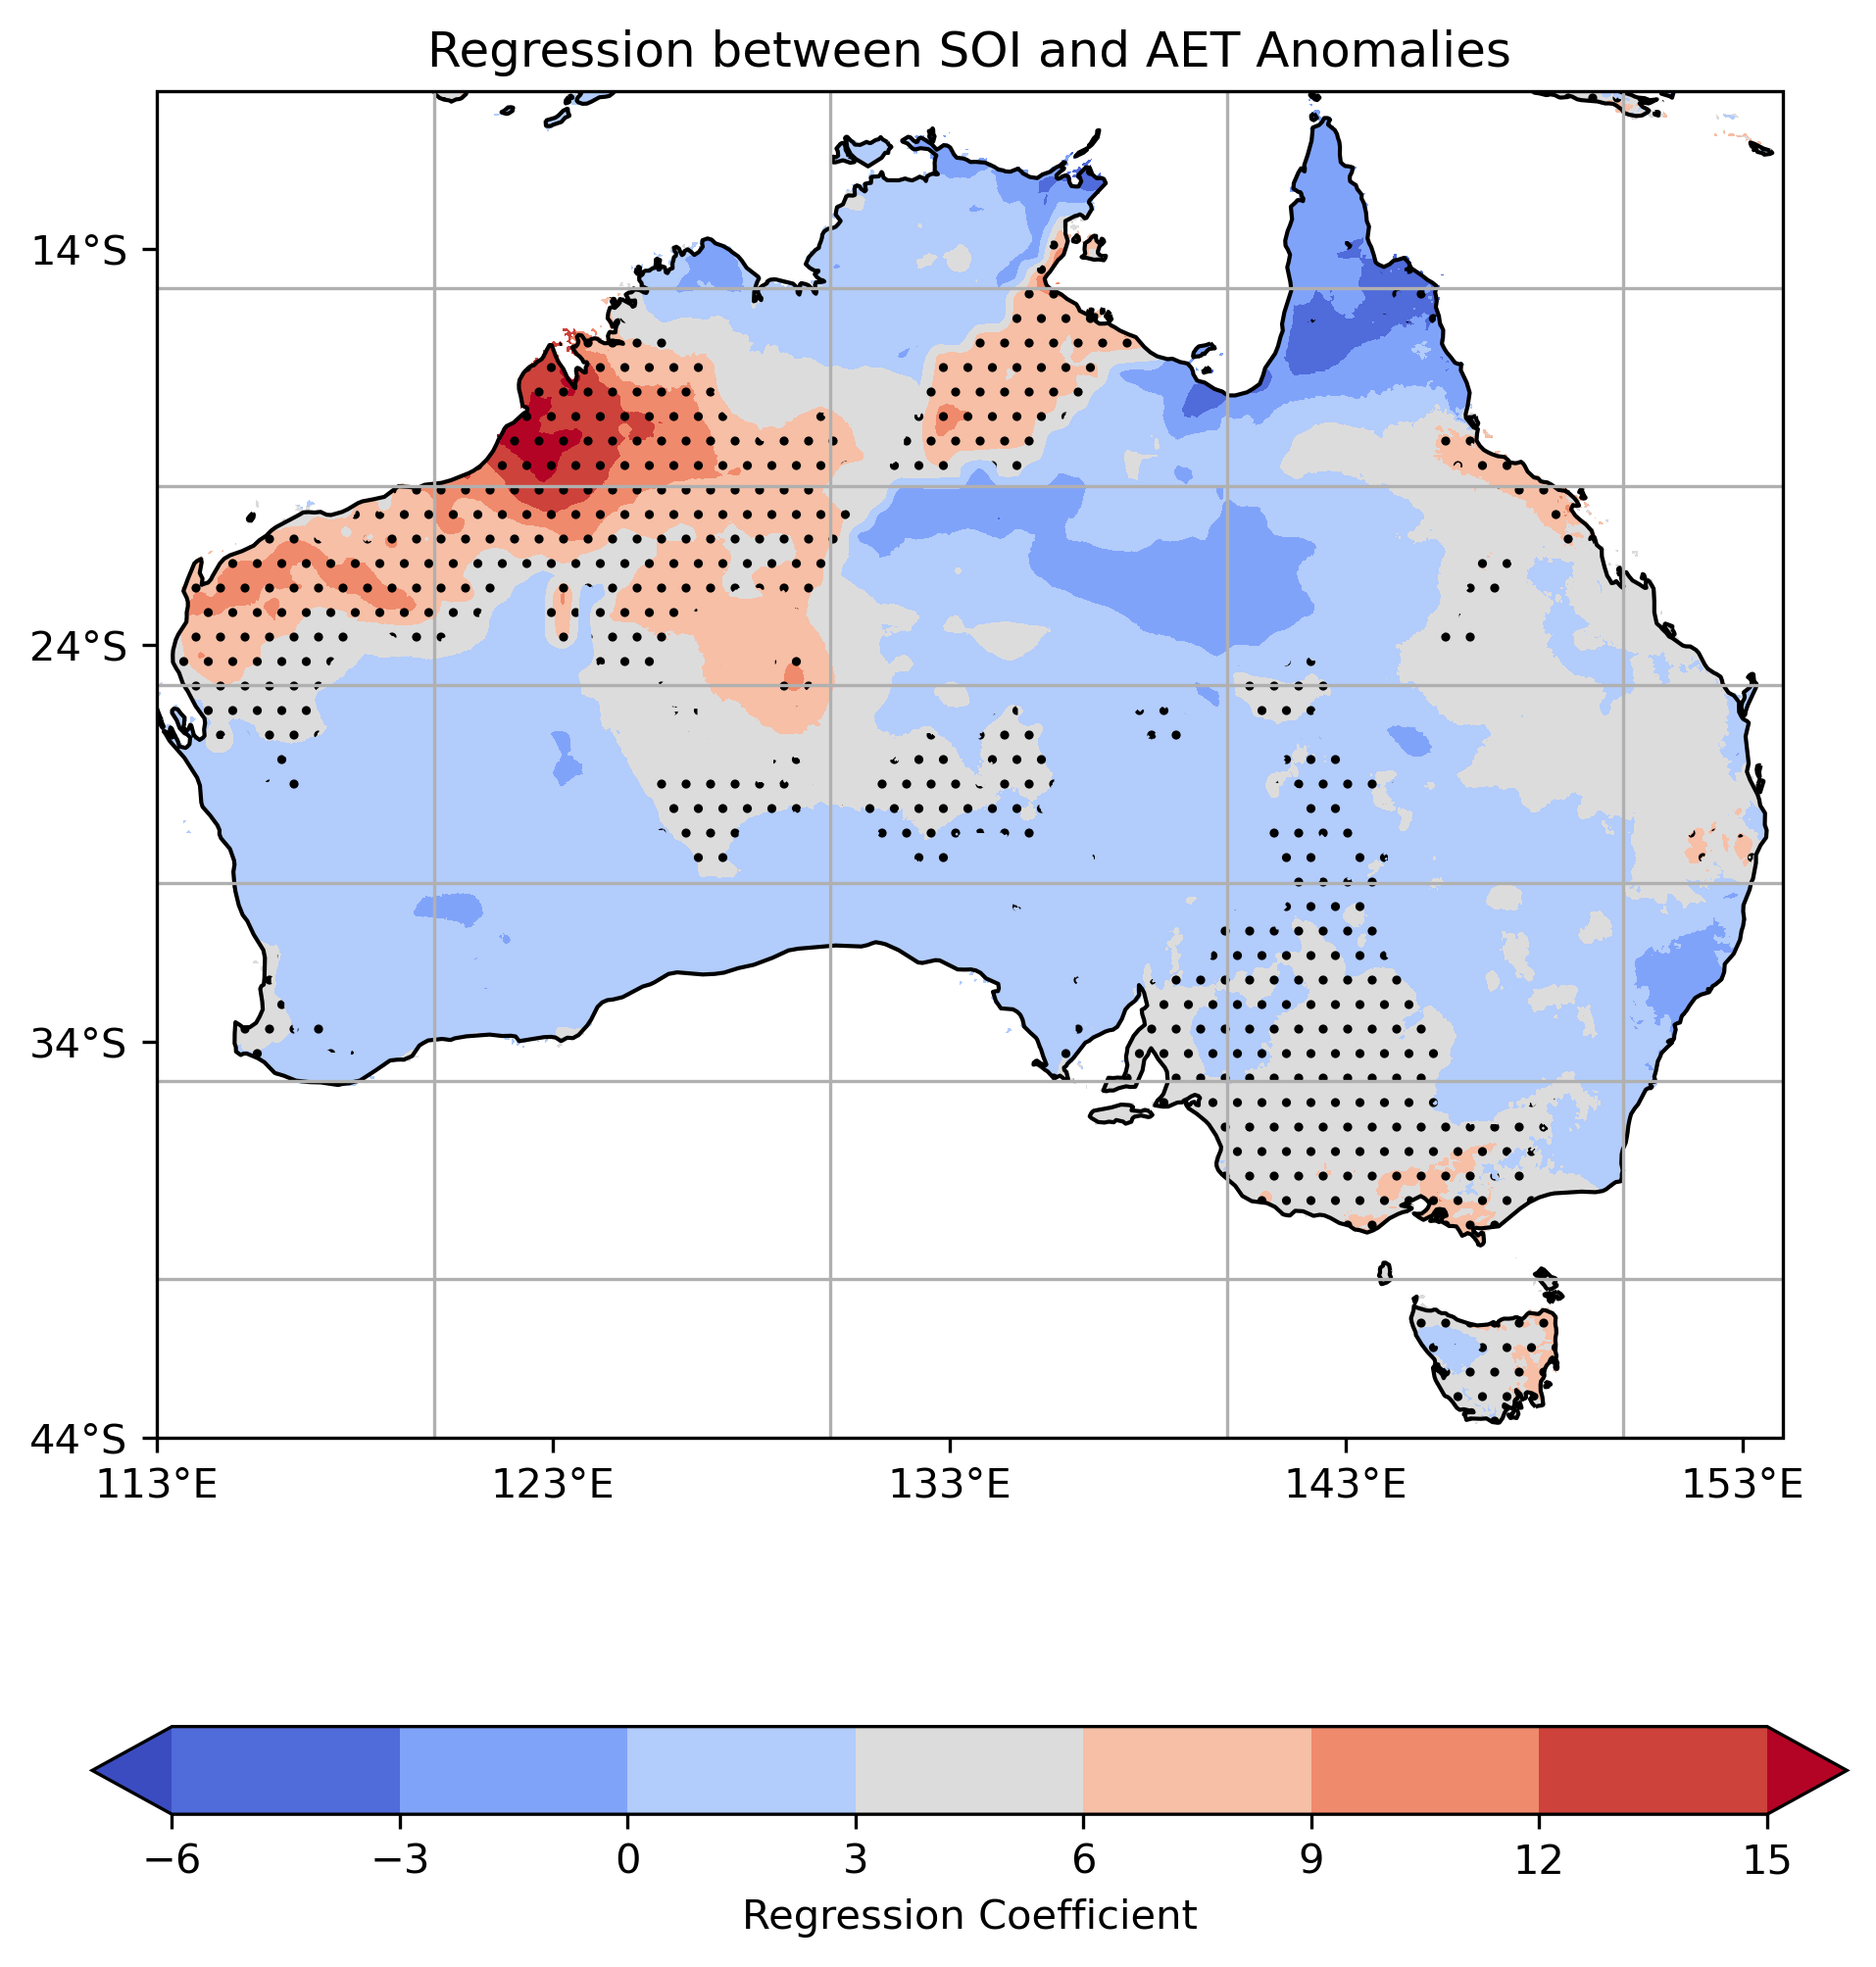 Regression between SOI and AET Anomalies
14°S
24°S
34°S
44°S
113°E 123°E 133°E 143°E 153°E
−6 −3 0 3 6 9 12 15
Regression Coefficient